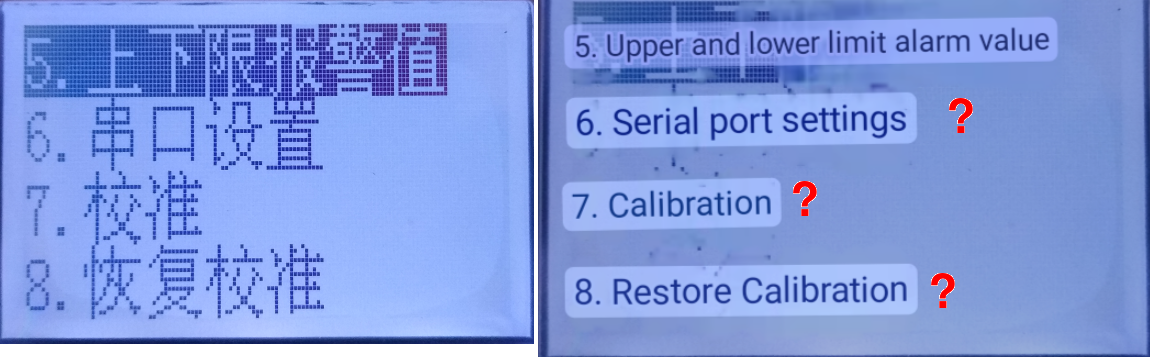 5.上下限报警值
6.串口设置
7.校准
8.恢复校准
5. Upper and lower limit alarm value
6. Serial port settings ?
7. Calibration ?
8. Restore Calibration ?